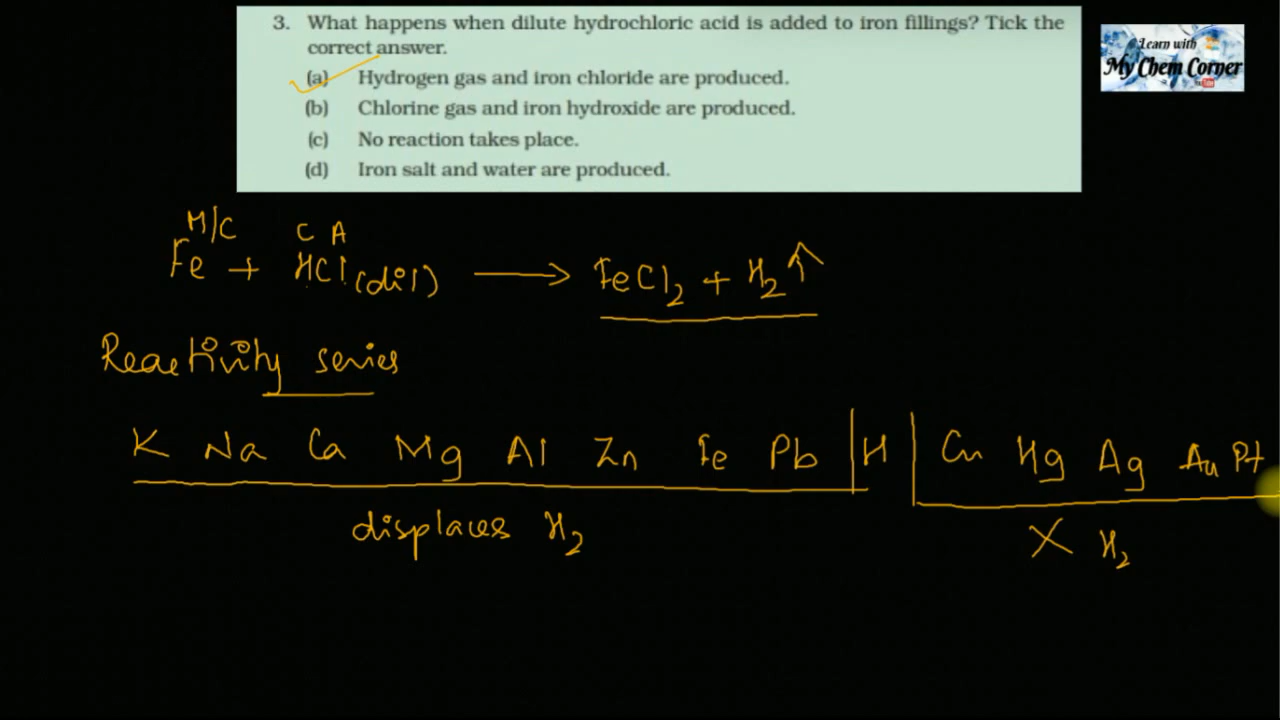 3. What happens when dilute hydrochloric acid is added to iron fillings? Tick the
correct answer.
(a) Hydrogen gas and iron chloride are produced.
(b) Chlorine gas and iron hydroxide are produced.
(c) No reaction takes place.
(d) Iron salt and water are produced.
Learn with
My Chem Corner
M/C C A
Fe + HCl (dil) ⟶ FeCl₂ + H₂↑
Reactivity series
K Na Ca Mg Al Zn Fe Pb | H | Cu Hg Ag Au Pt
displaces H₂ X H₂